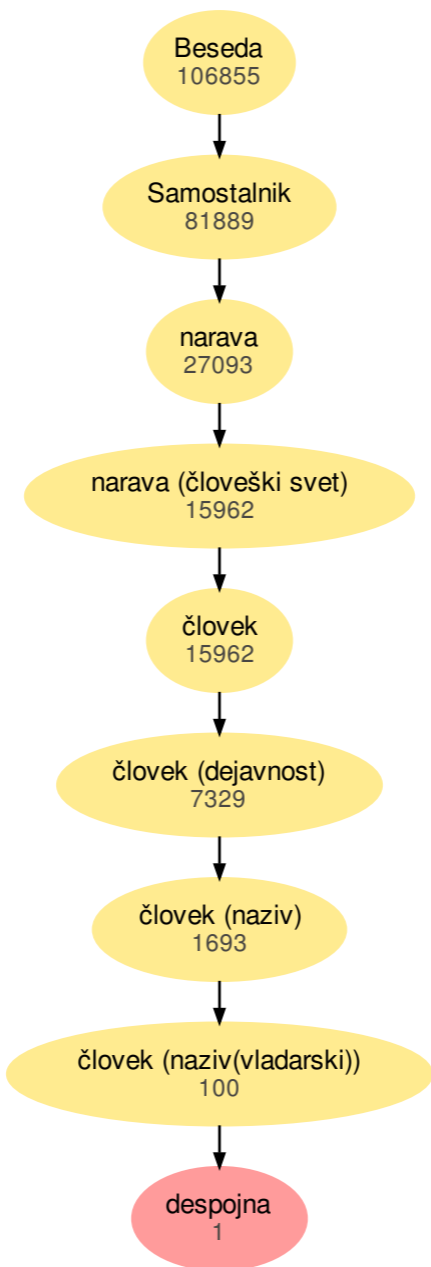 Beseda
106855
Samostalnik
81889
narava
27093
narava (človeški svet)
15962
človek
15962
človek (dejavnost)
7329
človek (naziv)
1693
človek (naziv(vladarski))
100
despojna
1